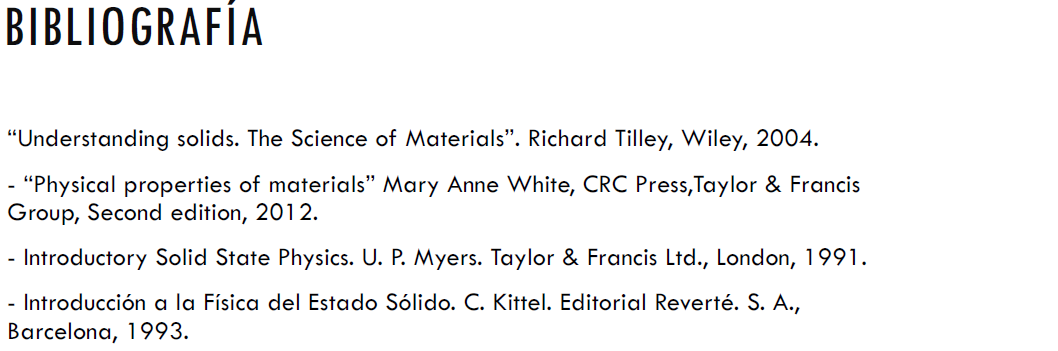 BIBLIOGRAFÍA
“Understanding solids. The Science of Materials”. Richard Tilley, Wiley, 2004.
- “Physical properties of materials” Mary Anne White, CRC Press,Taylor & Francis
Group, Second edition, 2012.
- Introductory Solid State Physics. U. P. Myers. Taylor & Francis Ltd., London, 1991.
- Introducción a la Física del Estado Sólido. C. Kittel. Editorial Reverté. S. A.,
Barcelona, 1993.